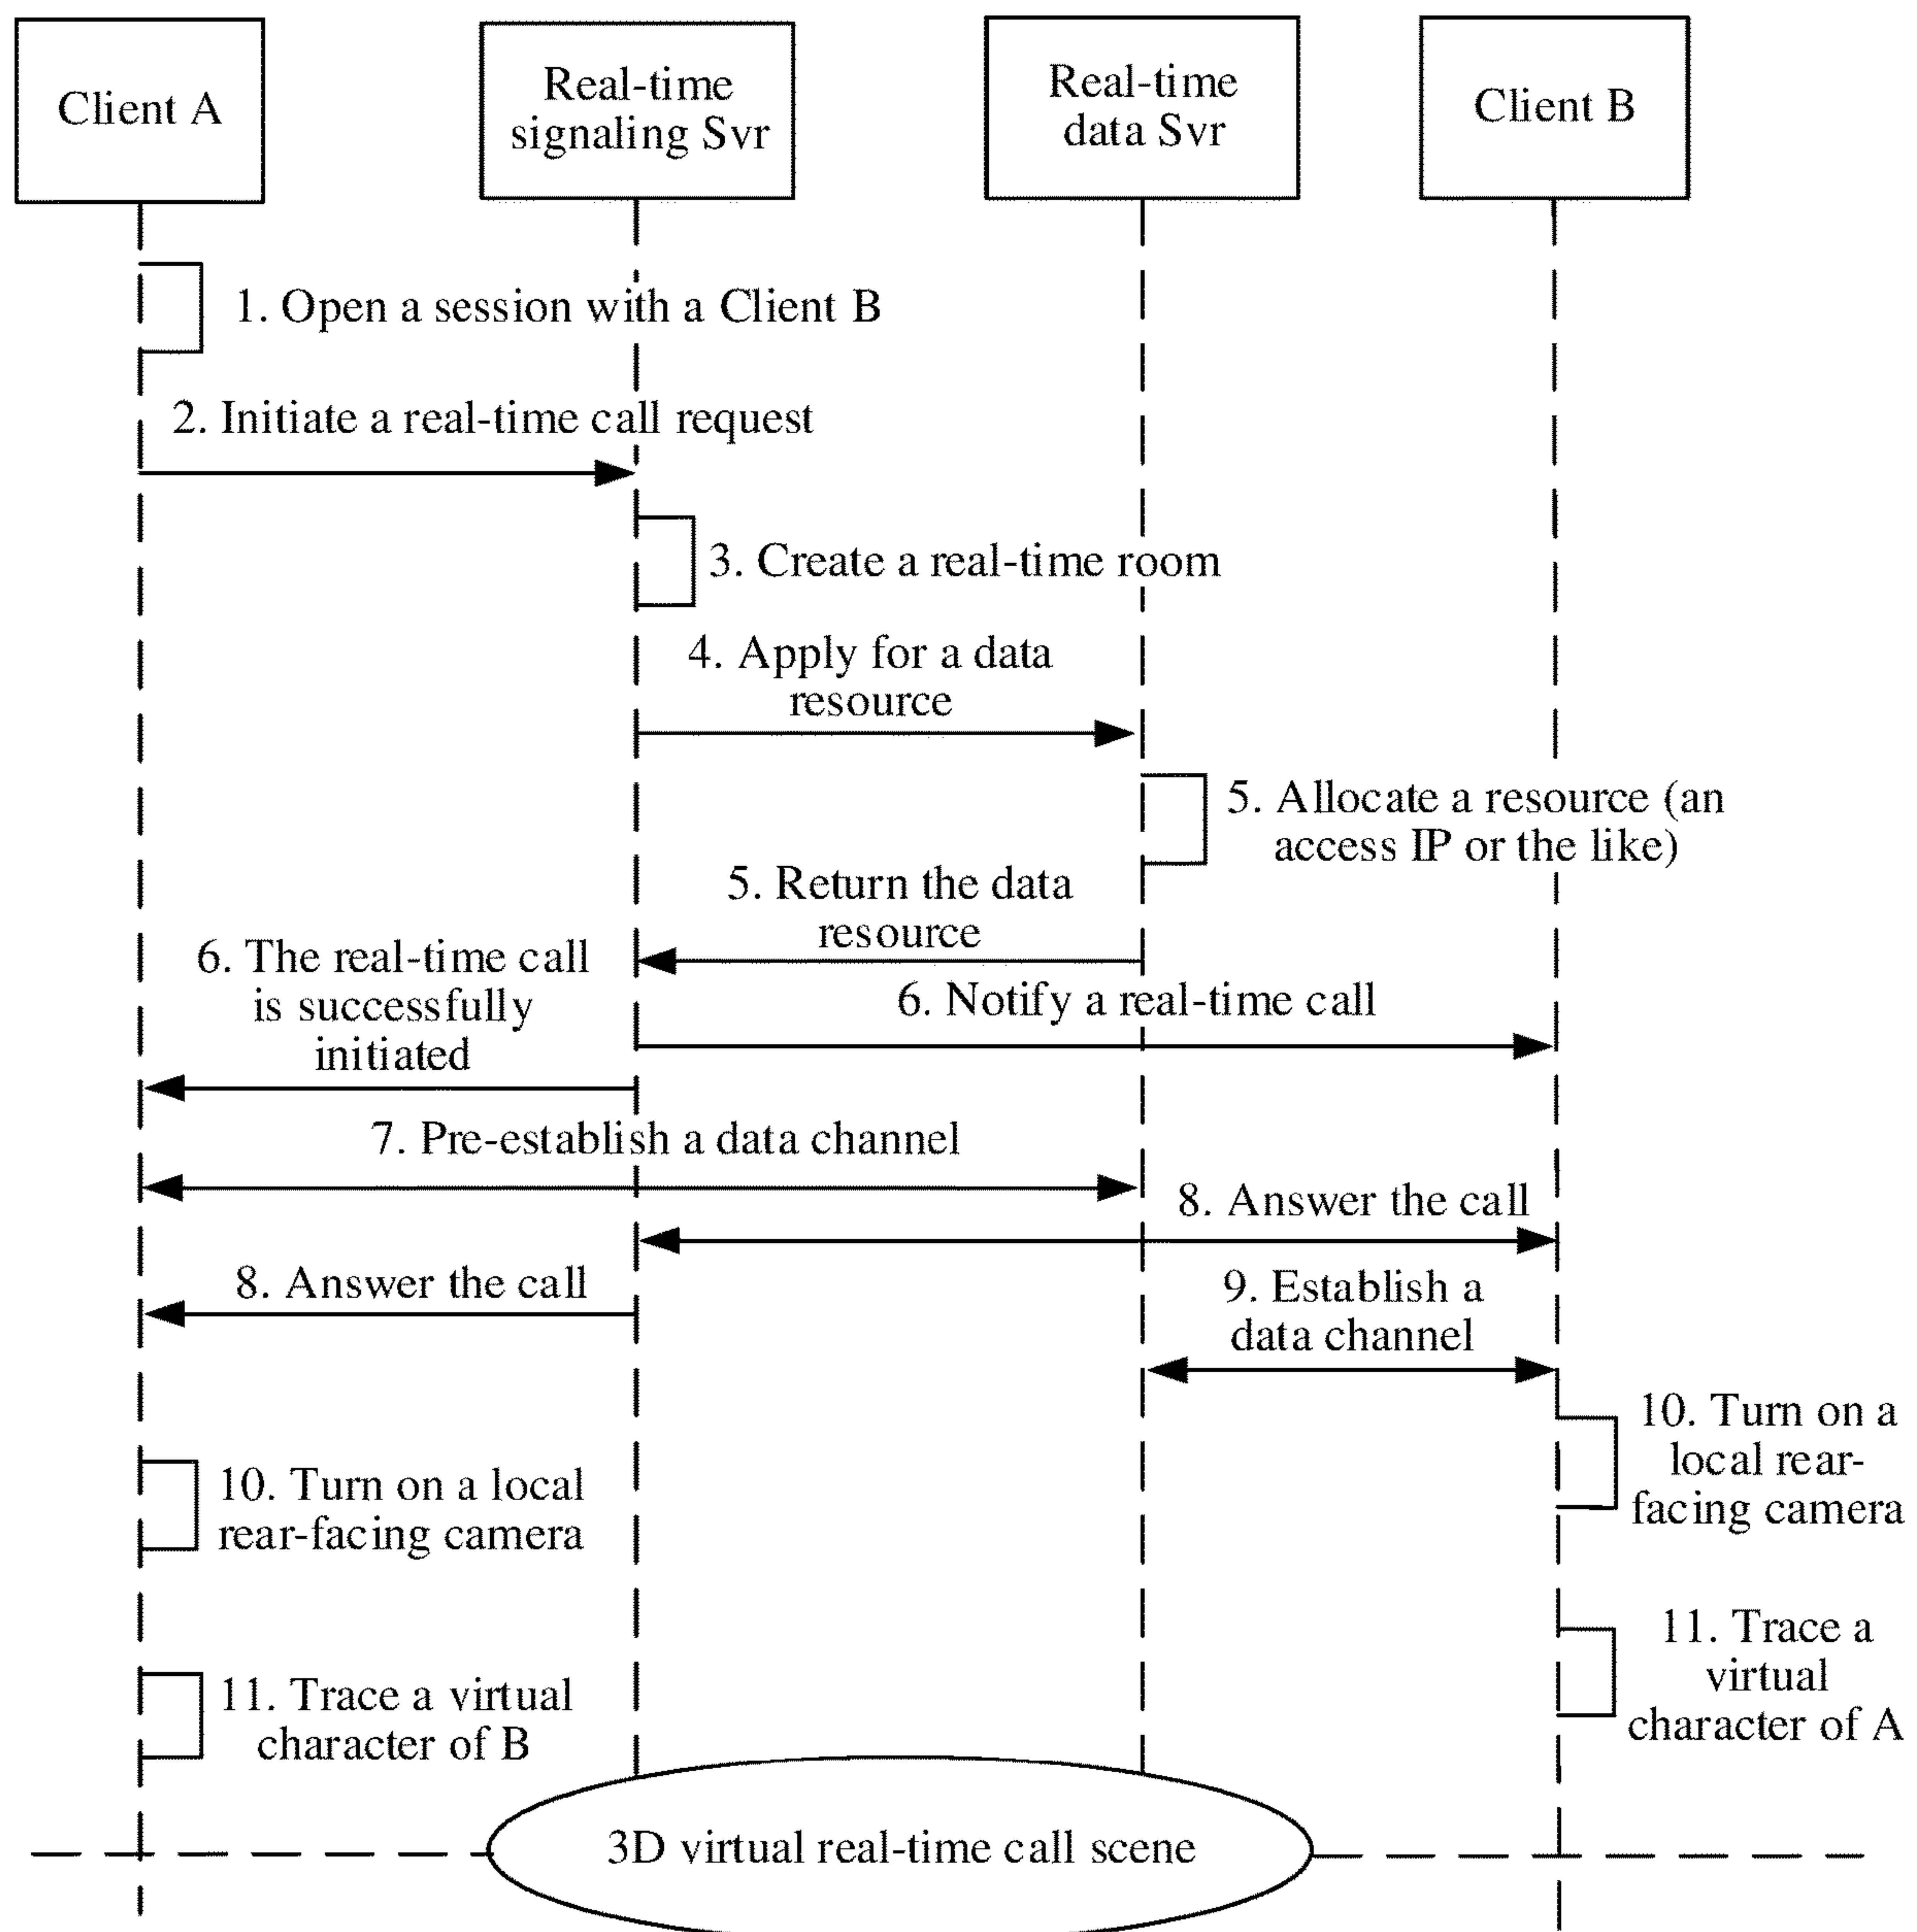 Client A
Real-time
signaling Svr
Real-time
data Svr
Client B
1. Open a session with a Client B
2. Initiate a real-time call request
3. Create a real-time room
4. Apply for a data
resource
5. Allocate a resource (an
access IP or the like)
5. Return the data
resource
6. The real-time call
is successfully
initiated
6. Notify a real-time call
7. Pre-establish a data channel
8. Answer the call
8. Answer the call
9. Establish a
data channel
10. Turn on a
local rear-
facing camera
10. Turn on a local
rear-facing camera
11. Trace a
virtual
character of A
11. Trace a virtual
character of B
3D virtual real-time call scene